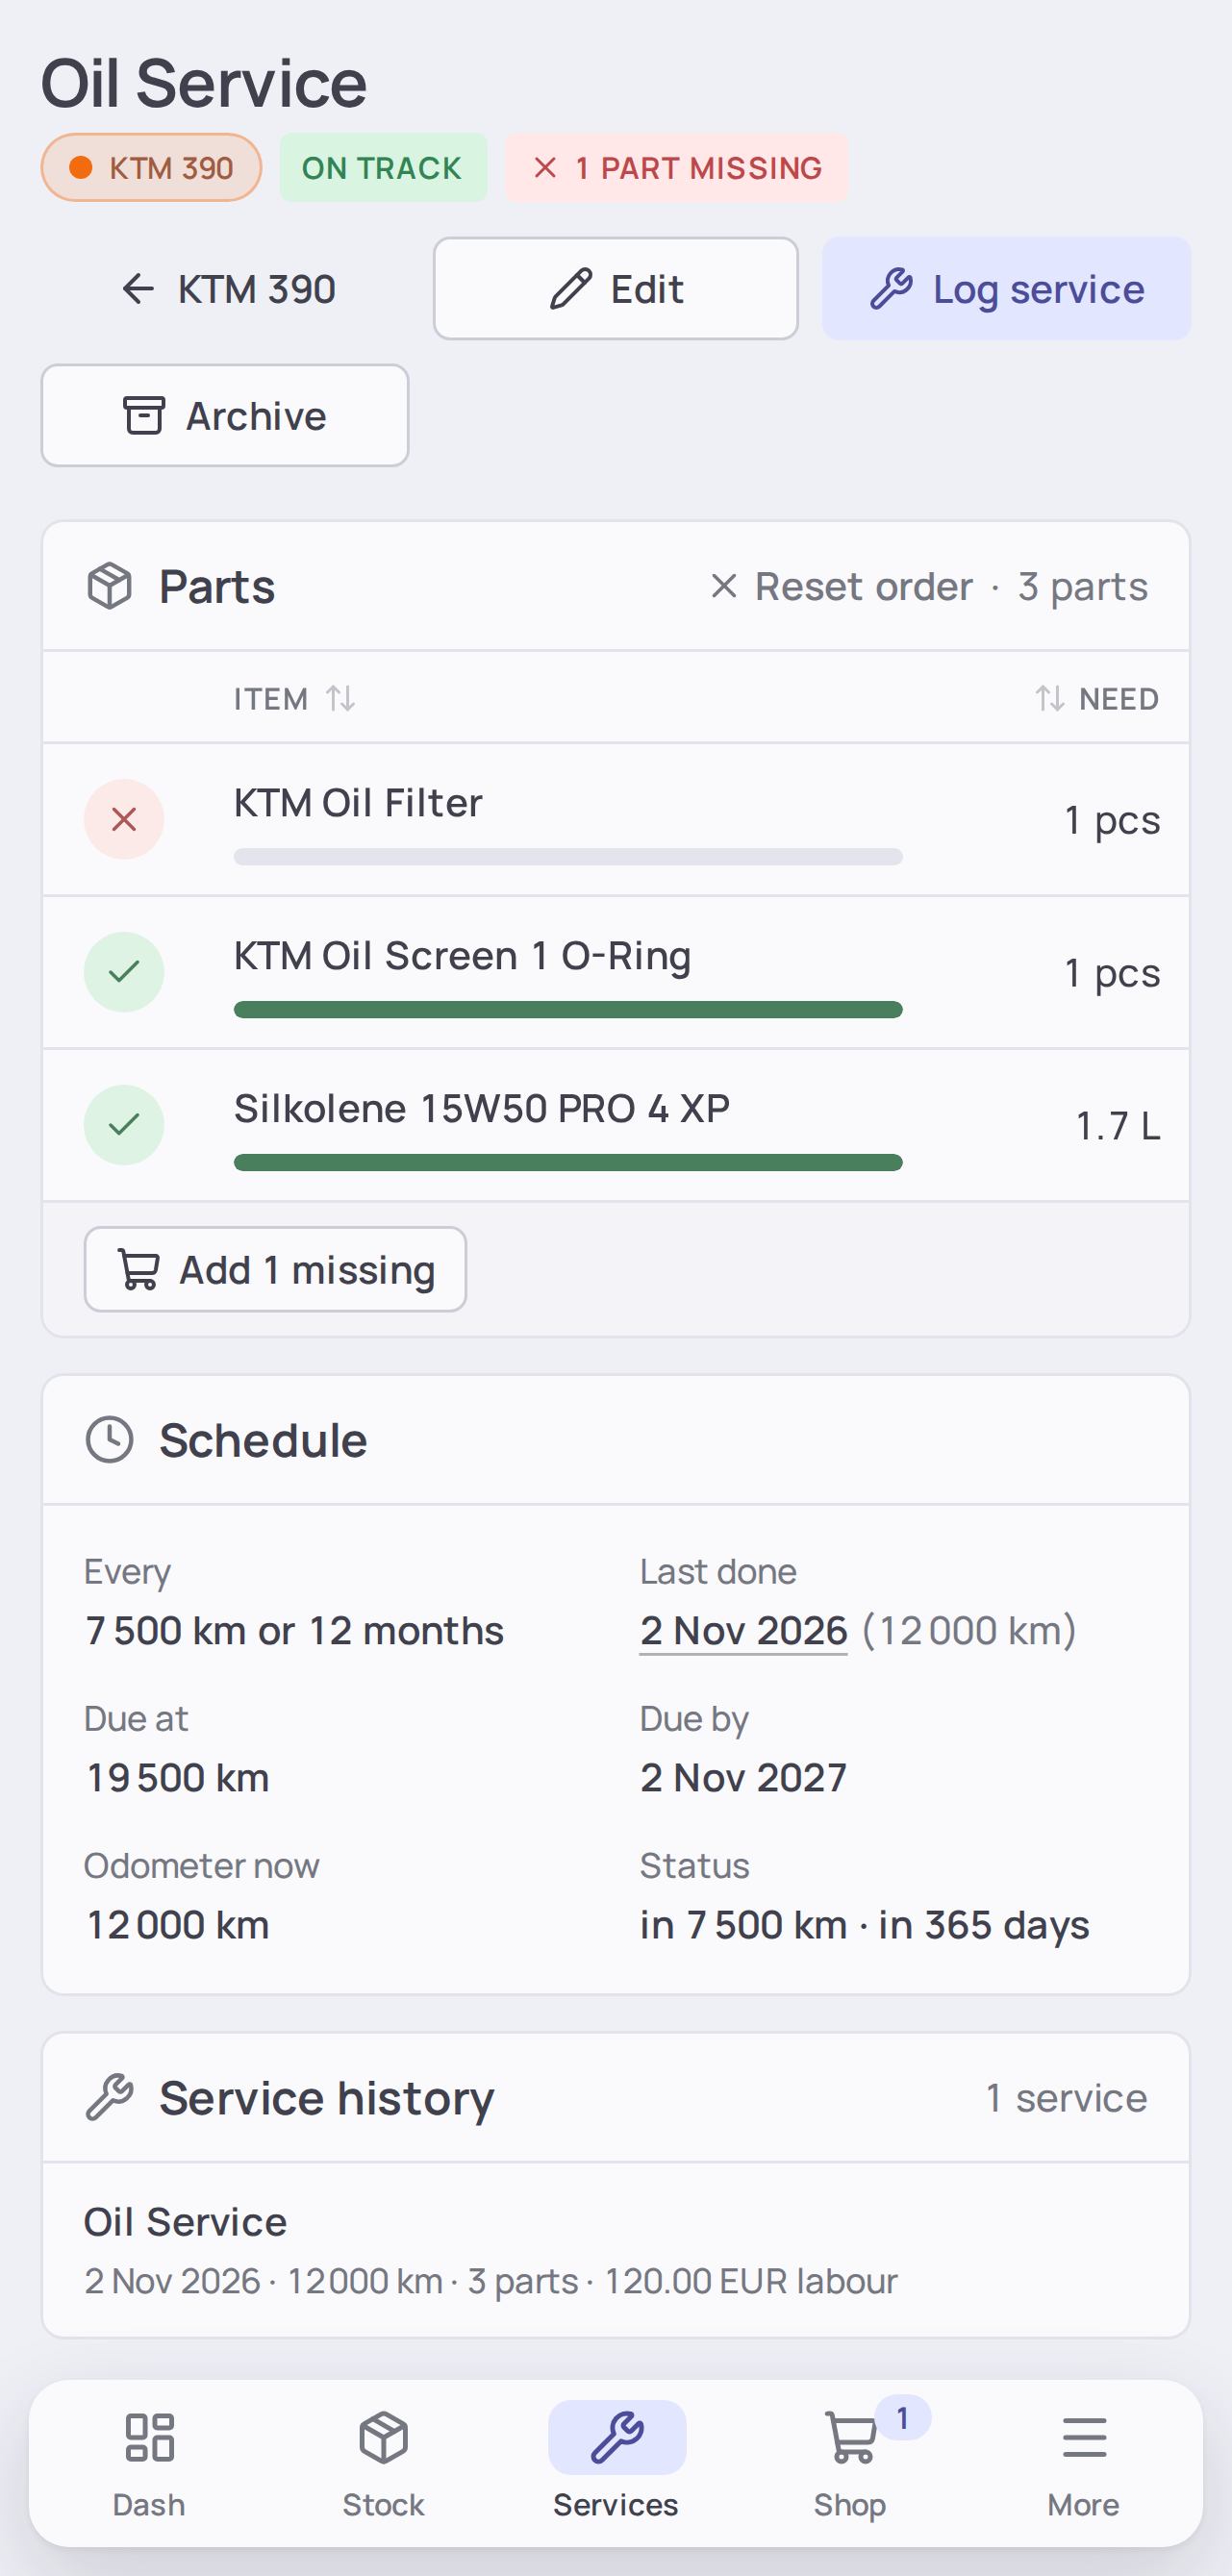 Oil Service
KTM 390 ON TRACK 1 PART MISSING
KTM 390 Edit Log service
Archive
Parts Reset order · 3 parts
ITEM NEED
KTM Oil Filter 1 pcs
KTM Oil Screen 1 O-Ring 1 pcs
Silkolene 15W50 PRO 4 XP 1.7 L
Add 1 missing
Schedule
Every Last done
7 500 km or 12 months 2 Nov 2026 (12 000 km)
Due at Due by
19 500 km 2 Nov 2027
Odometer now Status
12 000 km in 7 500 km · in 365 days
Service history 1 service
Oil Service
2 Nov 2026 · 12 000 km · 3 parts · 120.00 EUR labour
1
Dash Stock Services Shop More